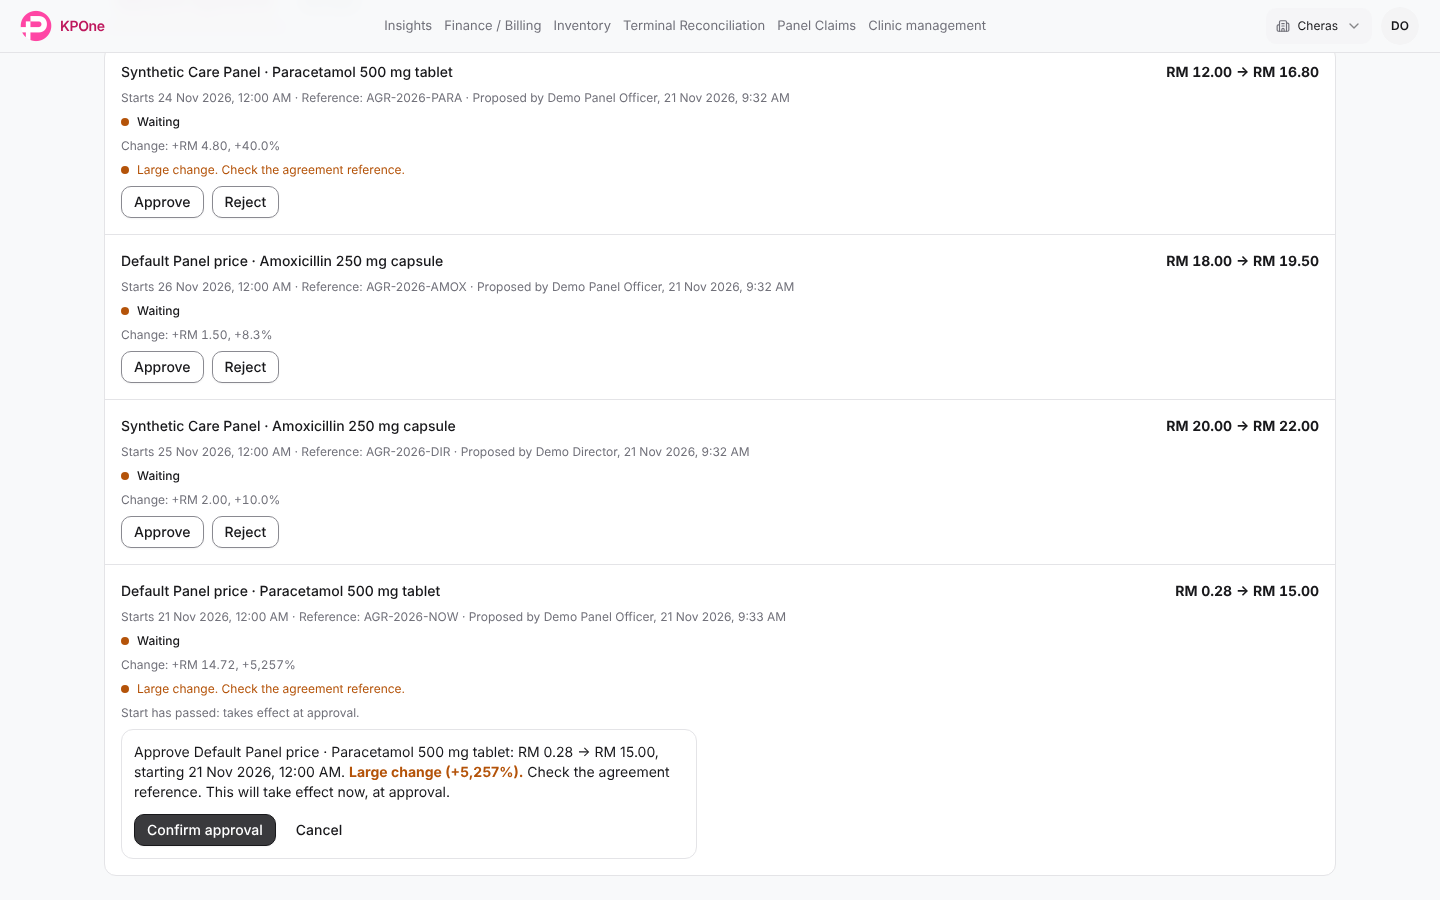 KPOne
Insights Finance / Billing Inventory Terminal Reconciliation Panel Claims Clinic management
Cheras
DO
Synthetic Care Panel · Paracetamol 500 mg tablet RM 12.00 → RM 16.80
Starts 24 Nov 2026, 12:00 AM · Reference: AGR-2026-PARA · Proposed by Demo Panel Officer, 21 Nov 2026, 9:32 AM
Waiting
Change: +RM 4.80, +40.0%
Large change. Check the agreement reference.
Approve Reject
Default Panel price · Amoxicillin 250 mg capsule RM 18.00 → RM 19.50
Starts 26 Nov 2026, 12:00 AM · Reference: AGR-2026-AMOX · Proposed by Demo Panel Officer, 21 Nov 2026, 9:32 AM
Waiting
Change: +RM 1.50, +8.3%
Approve Reject
Synthetic Care Panel · Amoxicillin 250 mg capsule RM 20.00 → RM 22.00
Starts 25 Nov 2026, 12:00 AM · Reference: AGR-2026-DIR · Proposed by Demo Director, 21 Nov 2026, 9:32 AM
Waiting
Change: +RM 2.00, +10.0%
Approve Reject
Default Panel price · Paracetamol 500 mg tablet RM 0.28 → RM 15.00
Starts 21 Nov 2026, 12:00 AM · Reference: AGR-2026-NOW · Proposed by Demo Panel Officer, 21 Nov 2026, 9:33 AM
Waiting
Change: +RM 14.72, +5,257%
Large change. Check the agreement reference.
Start has passed: takes effect at approval.
Approve Default Panel price · Paracetamol 500 mg tablet: RM 0.28 → RM 15.00,
starting 21 Nov 2026, 12:00 AM. Large change (+5,257%). Check the agreement
reference. This will take effect now, at approval.
Confirm approval Cancel